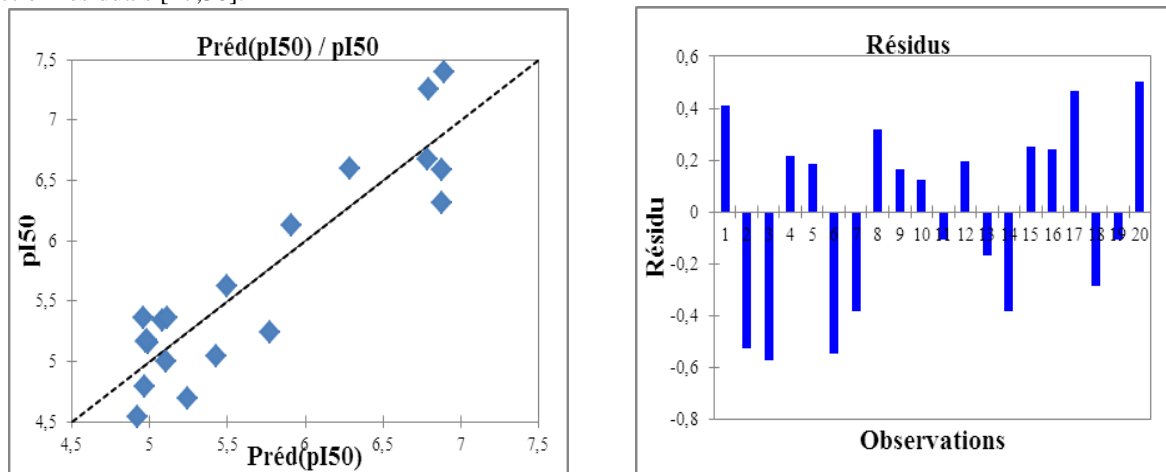 Préd(pI50) / pI50
7,5
7
6,5
6
5,5
5
4,5
pI50
4,5 5 5,5 6 6,5 7 7,5
Préd(pI50)
Résidus
0,6
0,4
0,2
0
-0,2
-0,4
-0,6
-0,8
Résidu
1 2 3 4 5 6 7 8 9 10 11 12 13 14 15 16 17 18 19 20
Observations